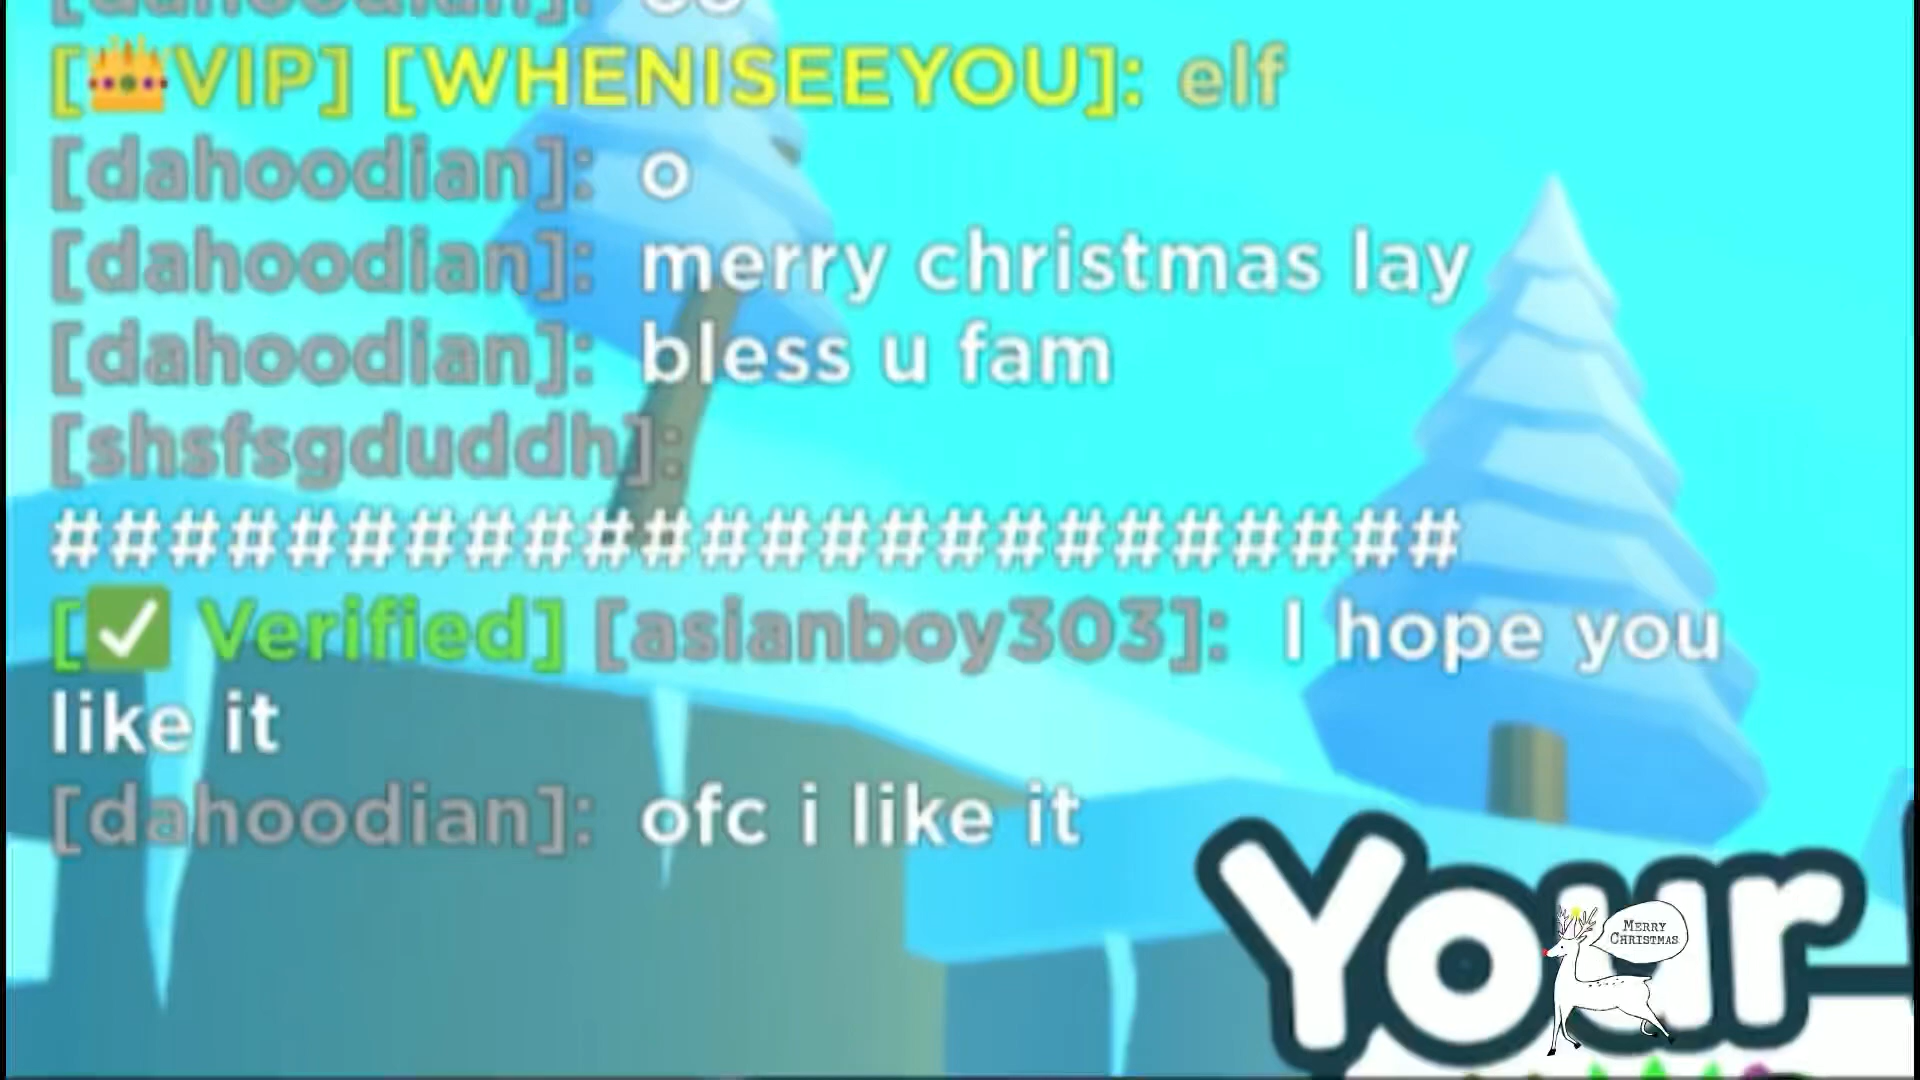 [dahoodian]:
[👑VIP] [WHENISEEYOU]: elf
[dahoodian]: o
[dahoodian]: merry christmas lay
[dahoodian]: bless u fam
[shsfsgduddh]:
########################
[✅ Verified] [asianboy303]: I hope you
like it
[dahoodian]: ofc i like it
Your
MERRY
CHRISTMAS